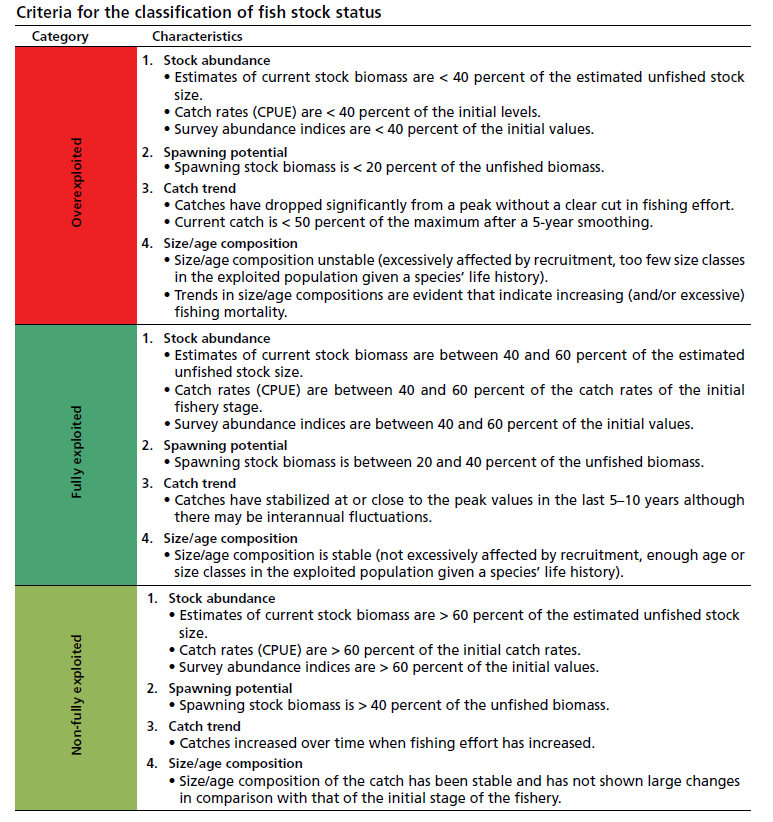 Criteria for the classification of fish stock status
Category Characteristics
Overexploited
1. Stock abundance
• Estimates of current stock biomass are < 40 percent of the estimated unfished stock
size.
• Catch rates (CPUE) are < 40 percent of the initial levels.
• Survey abundance indices are < 40 percent of the initial values.
2. Spawning potential
• Spawning stock biomass is < 20 percent of the unfished biomass.
3. Catch trend
• Catches have dropped significantly from a peak without a clear cut in fishing effort.
• Current catch is < 50 percent of the maximum after a 5-year smoothing.
4. Size/age composition
• Size/age composition unstable (excessively affected by recruitment, too few size classes
in the exploited population given a species’ life history).
• Trends in size/age compositions are evident that indicate increasing (and/or excessive)
fishing mortality.
Fully exploited
1. Stock abundance
• Estimates of current stock biomass are between 40 and 60 percent of the estimated
unfished stock size.
• Catch rates (CPUE) are between 40 and 60 percent of the catch rates of the initial
fishery stage.
• Survey abundance indices are between 40 and 60 percent of the initial values.
2. Spawning potential
• Spawning stock biomass is between 20 and 40 percent of the unfished biomass.
3. Catch trend
• Catches have stabilized at or close to the peak values in the last 5–10 years although
there may be interannual fluctuations.
4. Size/age composition
• Size/age composition is stable (not excessively affected by recruitment, enough age or
size classes in the exploited population given a species’ life history).
Non-fully exploited
1. Stock abundance
• Estimates of current stock biomass are > 60 percent of the estimated unfished stock
size.
• Catch rates (CPUE) are > 60 percent of the initial catch rates.
• Survey abundance indices are > 60 percent of the initial values.
2. Spawning potential
• Spawning stock biomass is > 40 percent of the unfished biomass.
3. Catch trend
• Catches increased over time when fishing effort has increased.
4. Size/age composition
• Size/age composition of the catch has been stable and has not shown large changes
in comparison with that of the initial stage of the fishery.